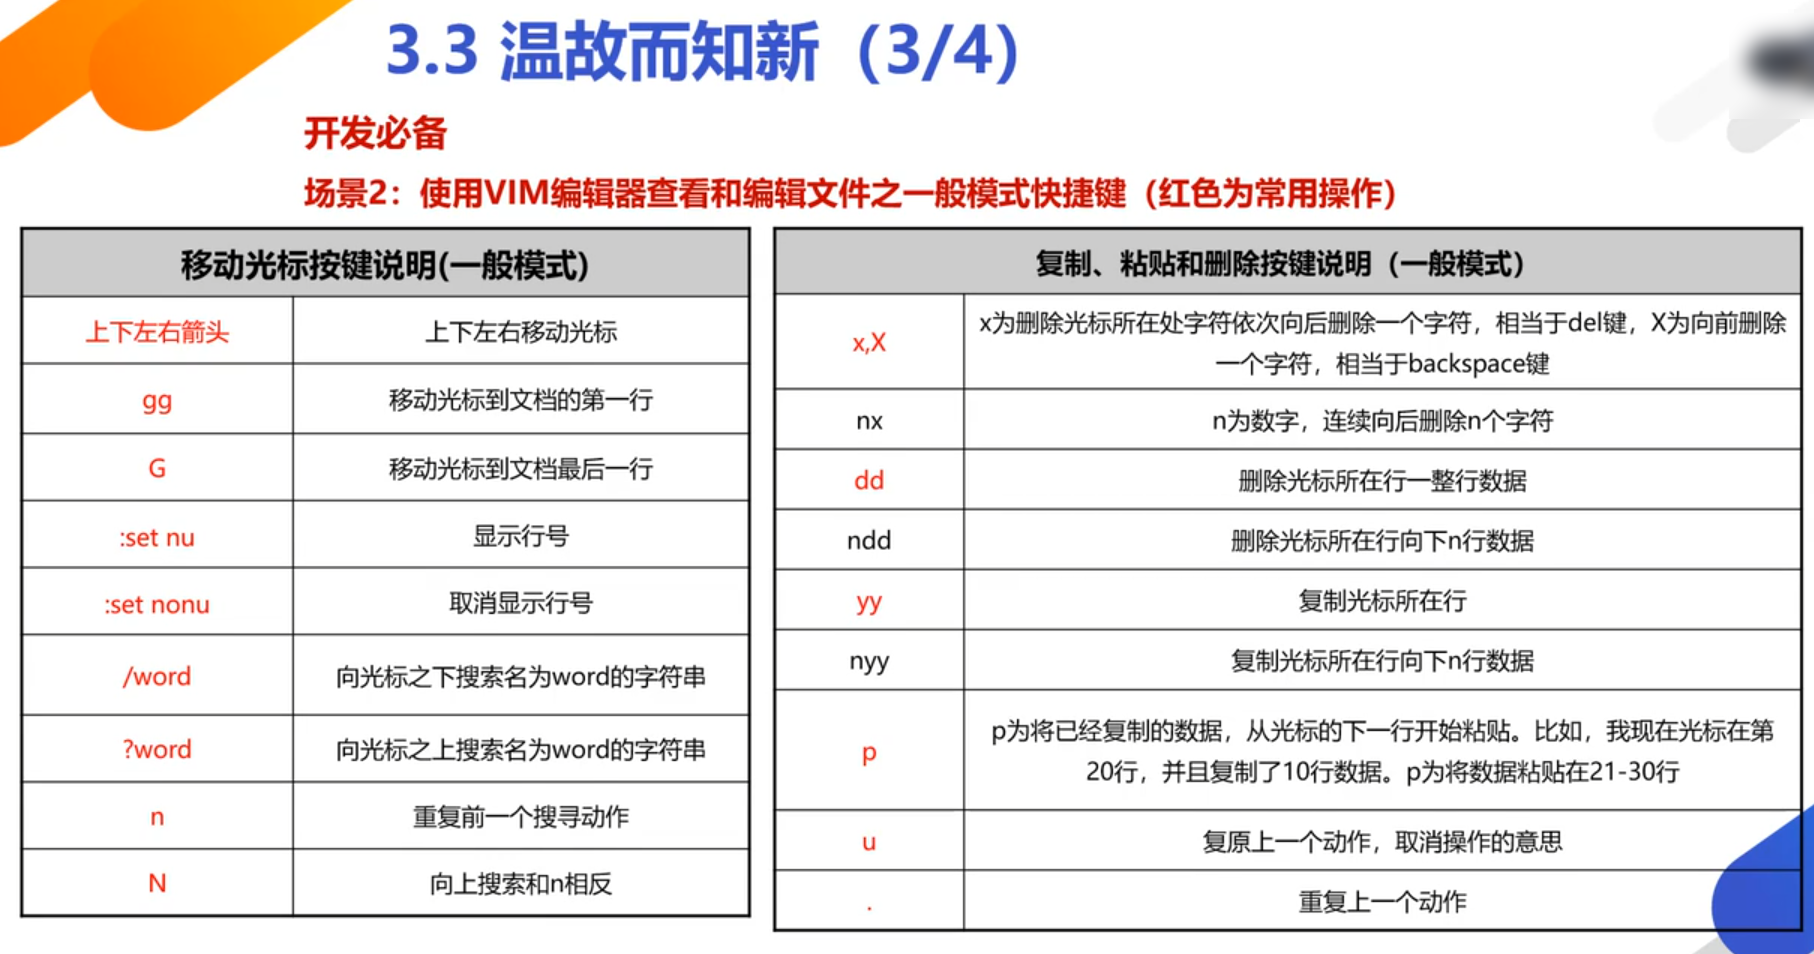 3.3 温故而知新（3/4）
开发必备
场景2：使用VIM编辑器查看和编辑文件之一般模式快捷键（红色为常用操作）
移动光标按键说明(一般模式)
上下左右箭头 上下左右移动光标
gg 移动光标到文档的第一行
G 移动光标到文档最后一行
:set nu 显示行号
:set nonu 取消显示行号
/word 向光标之下搜索名为word的字符串
?word 向光标之上搜索名为word的字符串
n 重复前一个搜寻动作
N 向上搜索和n相反
复制、粘贴和删除按键说明（一般模式）
x,X x为删除光标所在处字符依次向后删除一个字符，相当于del键，X为向前删除
一个字符，相当于backspace键
nx n为数字，连续向后删除n个字符
dd 删除光标所在行一整行数据
ndd 删除光标所在行向下n行数据
yy 复制光标所在行
nyy 复制光标所在行向下n行数据
p p为将已经复制的数据，从光标的下一行开始粘贴。比如，我现在光标在第
20行，并且复制了10行数据。p为将数据粘贴在21-30行
u 复原上一个动作，取消操作的意思
. 重复上一个动作